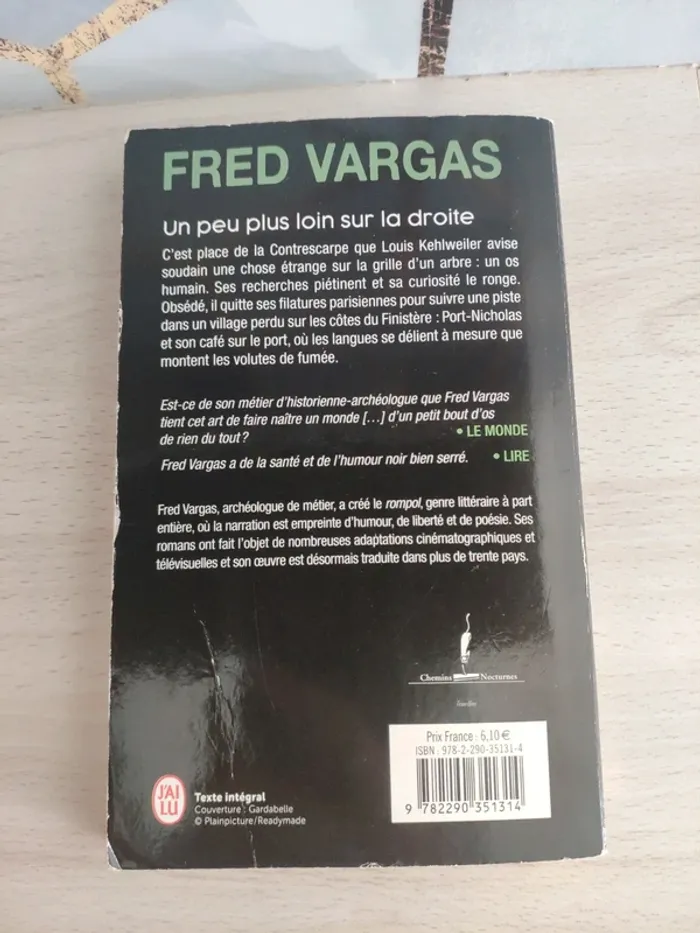 FRED VARGAS
Un peu plus loin sur la droite
C'est place de la Contrescarpe que Louis Kehlweiler avise
soudain une chose étrange sur la grille d'un arbre : un os
humain. Ses recherches piétinent et sa curiosité le ronge.
Obsédé, il quitte ses filatures parisiennes pour suivre une piste
dans un village perdu sur les côtes du Finistère : Port-Nicholas
et son café sur le port, où les langues se délient à mesure que
montent les volutes de fumée.
Est-ce de son métier d'historienne-archéologue que Fred Vargas
tient cet art de faire naître un monde [...] d'un petit bout d'os
de rien du tout ?
• LE MONDE
Fred Vargas a de la santé et de l'humour noir bien serré. • LIRE
Fred Vargas, archéologue de métier, a créé le rompol, genre littéraire à part
entière, où la narration est empreinte d'humour, de liberté et de poésie. Ses
romans ont fait l'objet de nombreuses adaptations cinématographiques et
télévisuelles et son œuvre est désormais traduite dans plus de trente pays.
Chemins Nocturnes
Prix France : 6,10 €
ISBN : 978-2-290-35131-4
9 782290 351314
J'AI
LU
Texte intégral
Couverture : Gardabelle
© Plainpicture/Readymade